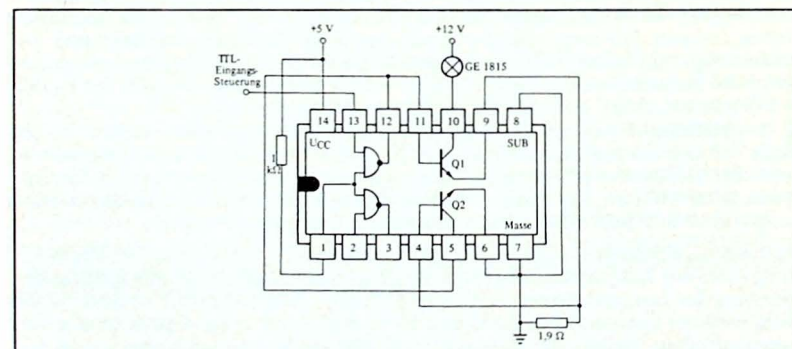 +5 V
+12 V
TTL-
Eingangs-
Steuerung
GE 1815
14 13 12 11 10 9 8
UCC
SUB
1
kΩ
Q1
Q2
Masse
1 2 3 4 5 6 7
1,9 Ω